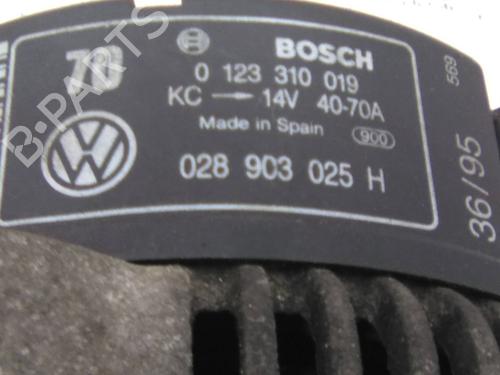 70
BOSCH
0 123 310 019
KC → 14V 40-70A
Made in Spain 900
028 903 025 H
569
36/95
B-Parts